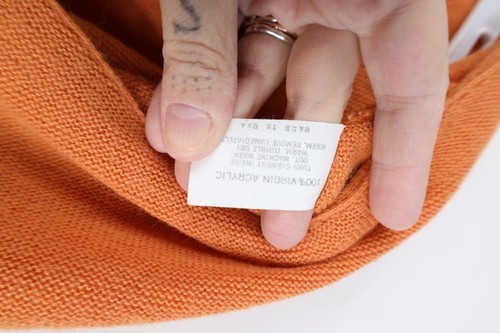 100% VIRGIN ACRYLIC
TURN GARMENT INSIDE
OUT, MACHINE WASH
WARM, TUMBLE DRY
WARM, REMOVE IMMEDIATELY
MADE IN USA